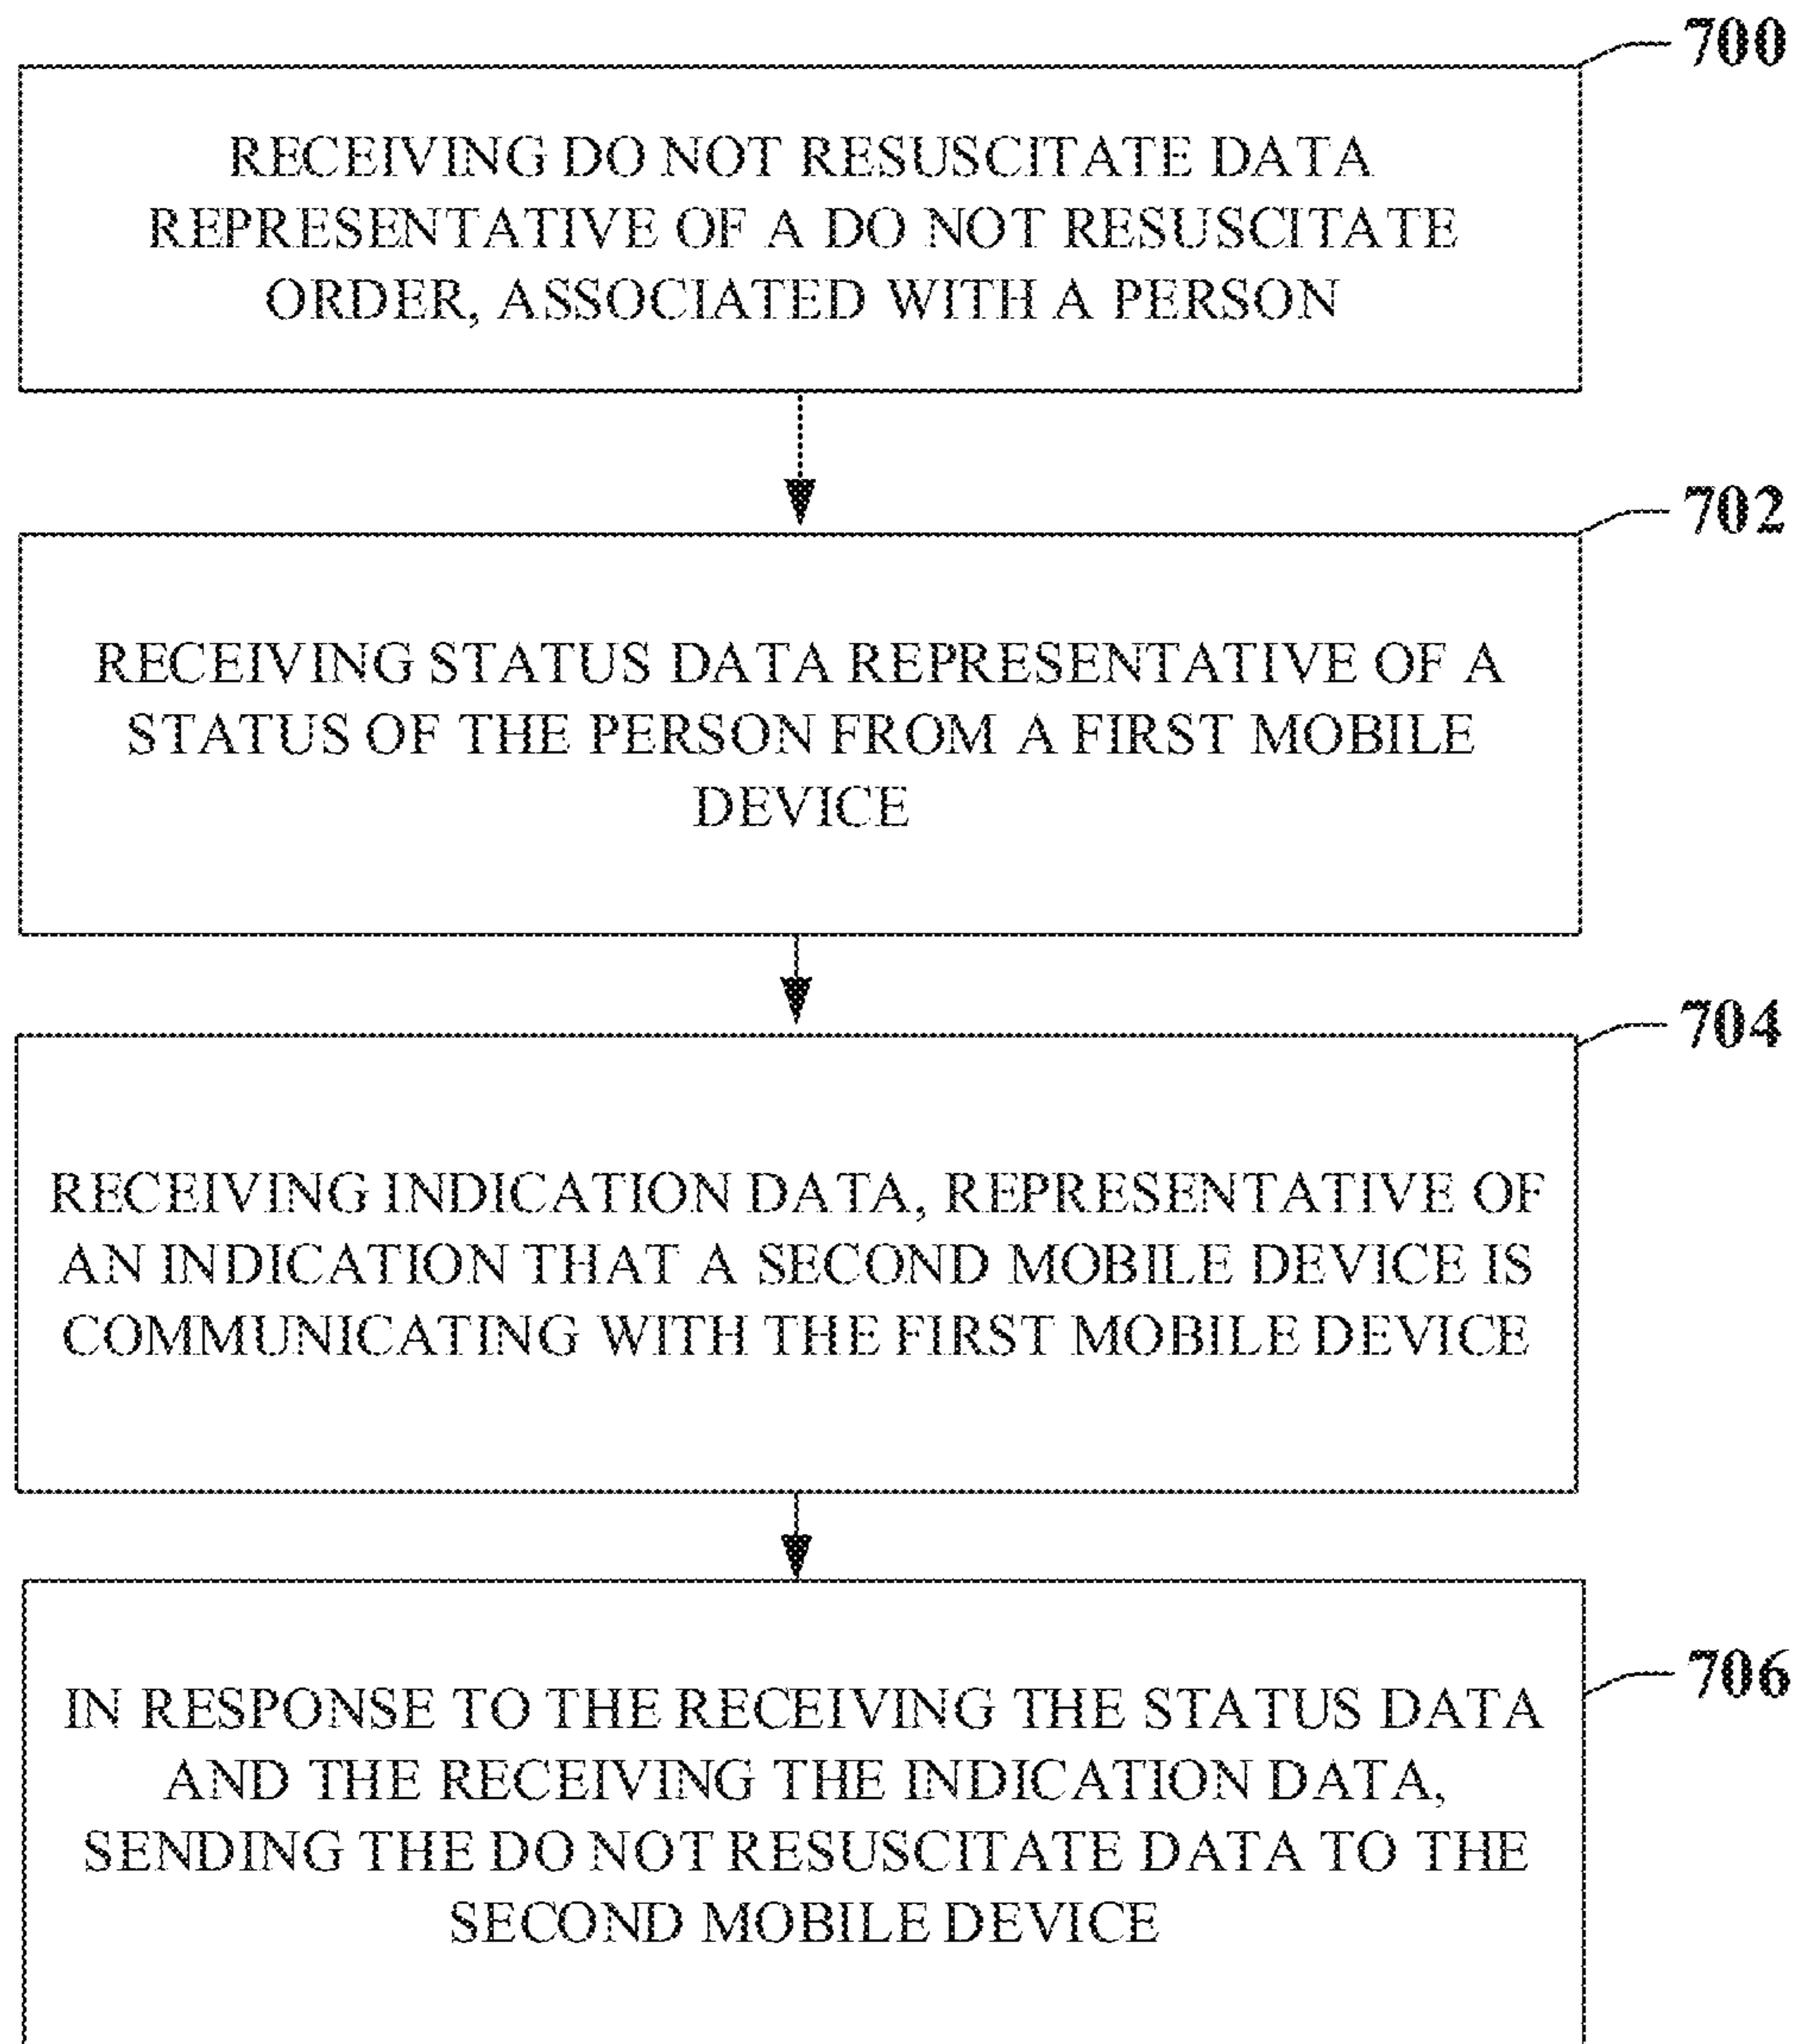 700
RECEIVING DO NOT RESUSCITATE DATA
REPRESENTATIVE OF A DO NOT RESUSCITATE
ORDER, ASSOCIATED WITH A PERSON
702
RECEIVING STATUS DATA REPRESENTATIVE OF A
STATUS OF THE PERSON FROM A FIRST MOBILE
DEVICE
704
RECEIVING INDICATION DATA, REPRESENTATIVE OF
AN INDICATION THAT A SECOND MOBILE DEVICE IS
COMMUNICATING WITH THE FIRST MOBILE DEVICE
706
IN RESPONSE TO THE RECEIVING THE STATUS DATA
AND THE RECEIVING THE INDICATION DATA,
SENDING THE DO NOT RESUSCITATE DATA TO THE
SECOND MOBILE DEVICE